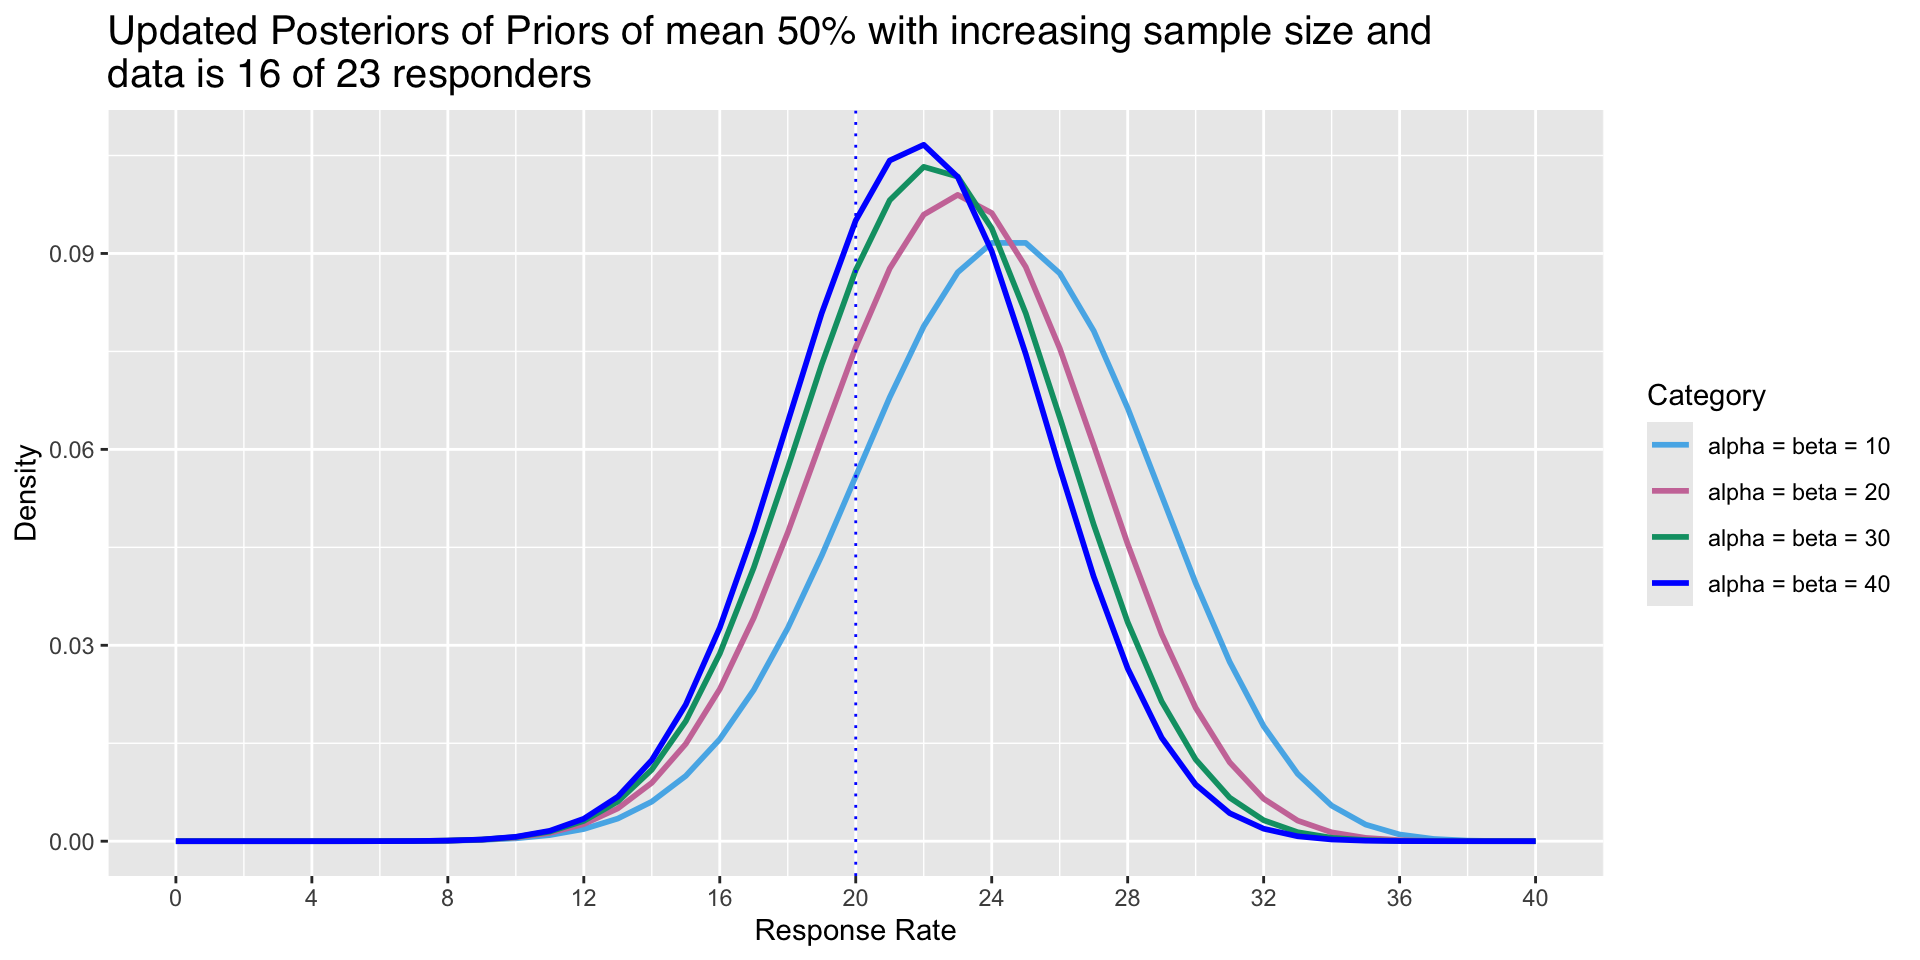 Updated Posteriors of Priors of mean 50% with increasing sample size and
data is 16 of 23 responders
Density
0.09
0.06
0.03
0.00
0 4 8 12 16 20 24 28 32 36 40
Response Rate
Category
alpha = beta = 10
alpha = beta = 20
alpha = beta = 30
alpha = beta = 40